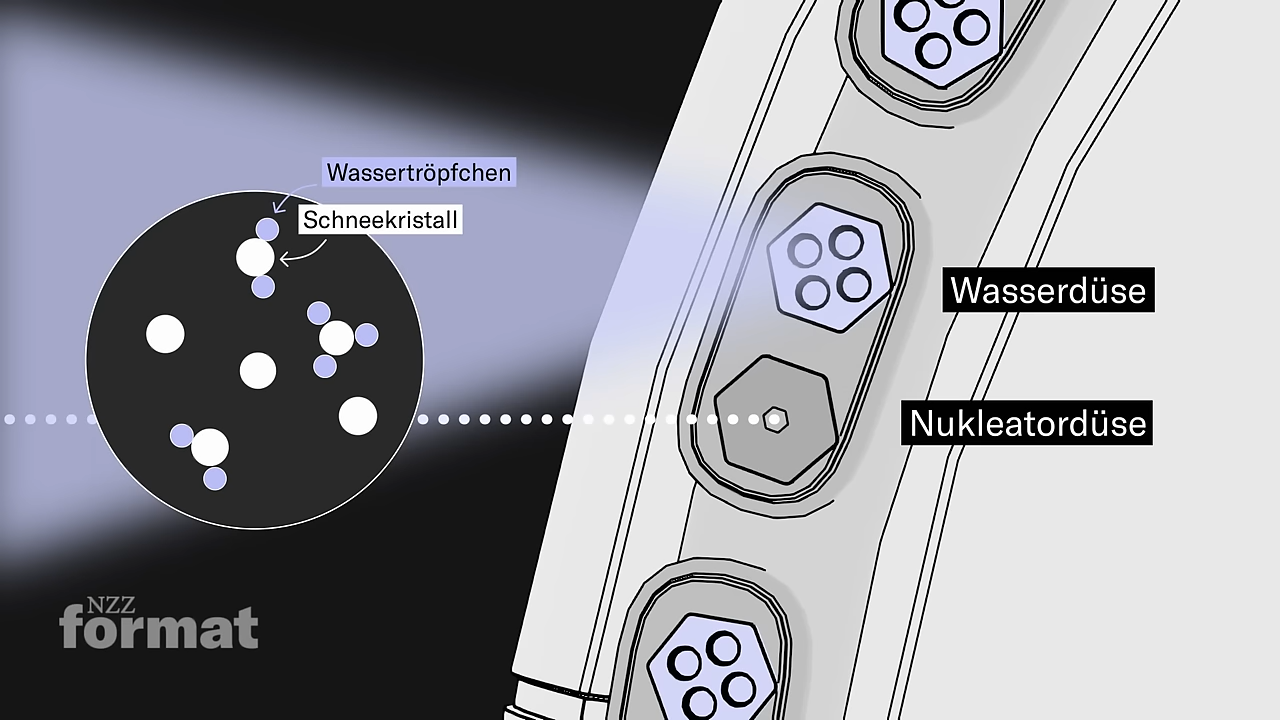 Wassertröpfchen
Schneekristall
Wasserdüse
Nukleatordüse
NZZ
format